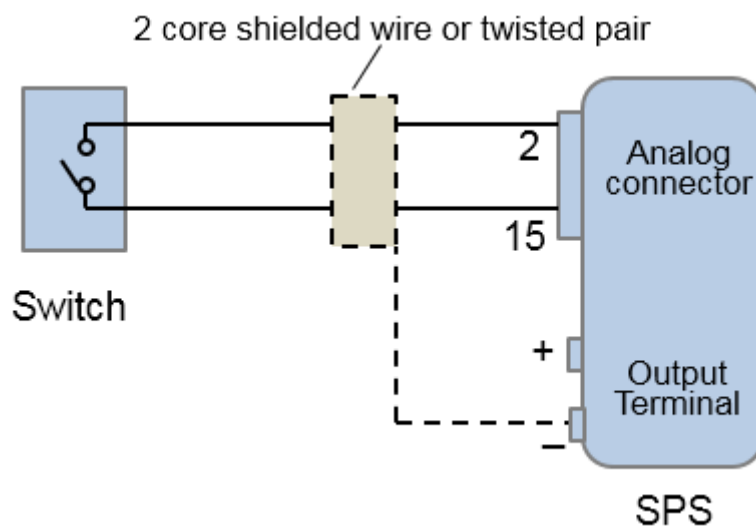 2 core shielded wire or twisted pair
2
Analog
connector
15
Switch
+
Output
Terminal
–
SPS